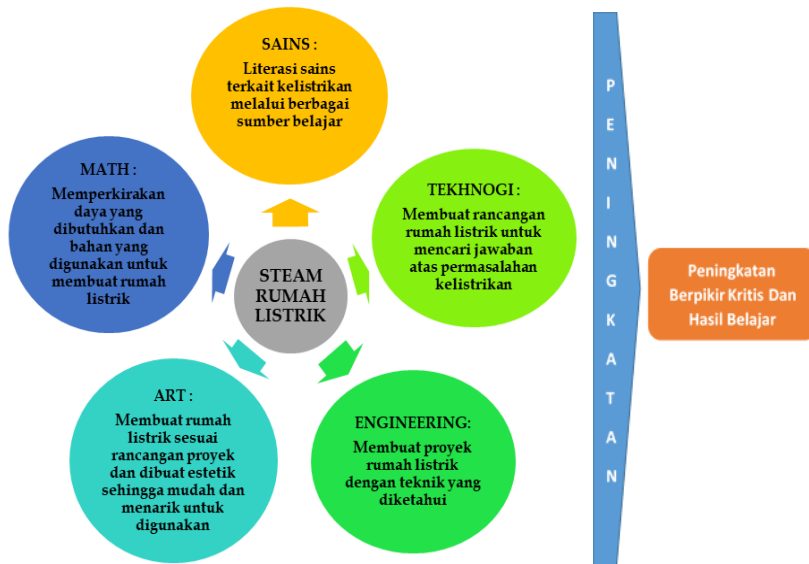 SAINS :
Literasi sains
terkait kelistrikan
melalui berbagai
sumber belajar
MATH :
Memperkirakan
daya yang
dibutuhkan dan
bahan yang
digunakan untuk
membuat rumah
listrik
TEKHNOGI :
Membuat rancangan
rumah listrik untuk
mencari jawaban
atas permasalahan
kelistrikan
STEAM
RUMAH
LISTRIK
ART :
Membuat rumah
listrik sesuai
rancangan proyek
dan dibuat estetik
sehingga mudah dan
menarik untuk
digunakan
ENGINEERING:
Membuat proyek
rumah listrik
dengan teknik yang
diketahui
P
E
N
I
N
G
K
A
T
A
N
Peningkatan
Berpikir Kritis Dan
Hasil Belajar